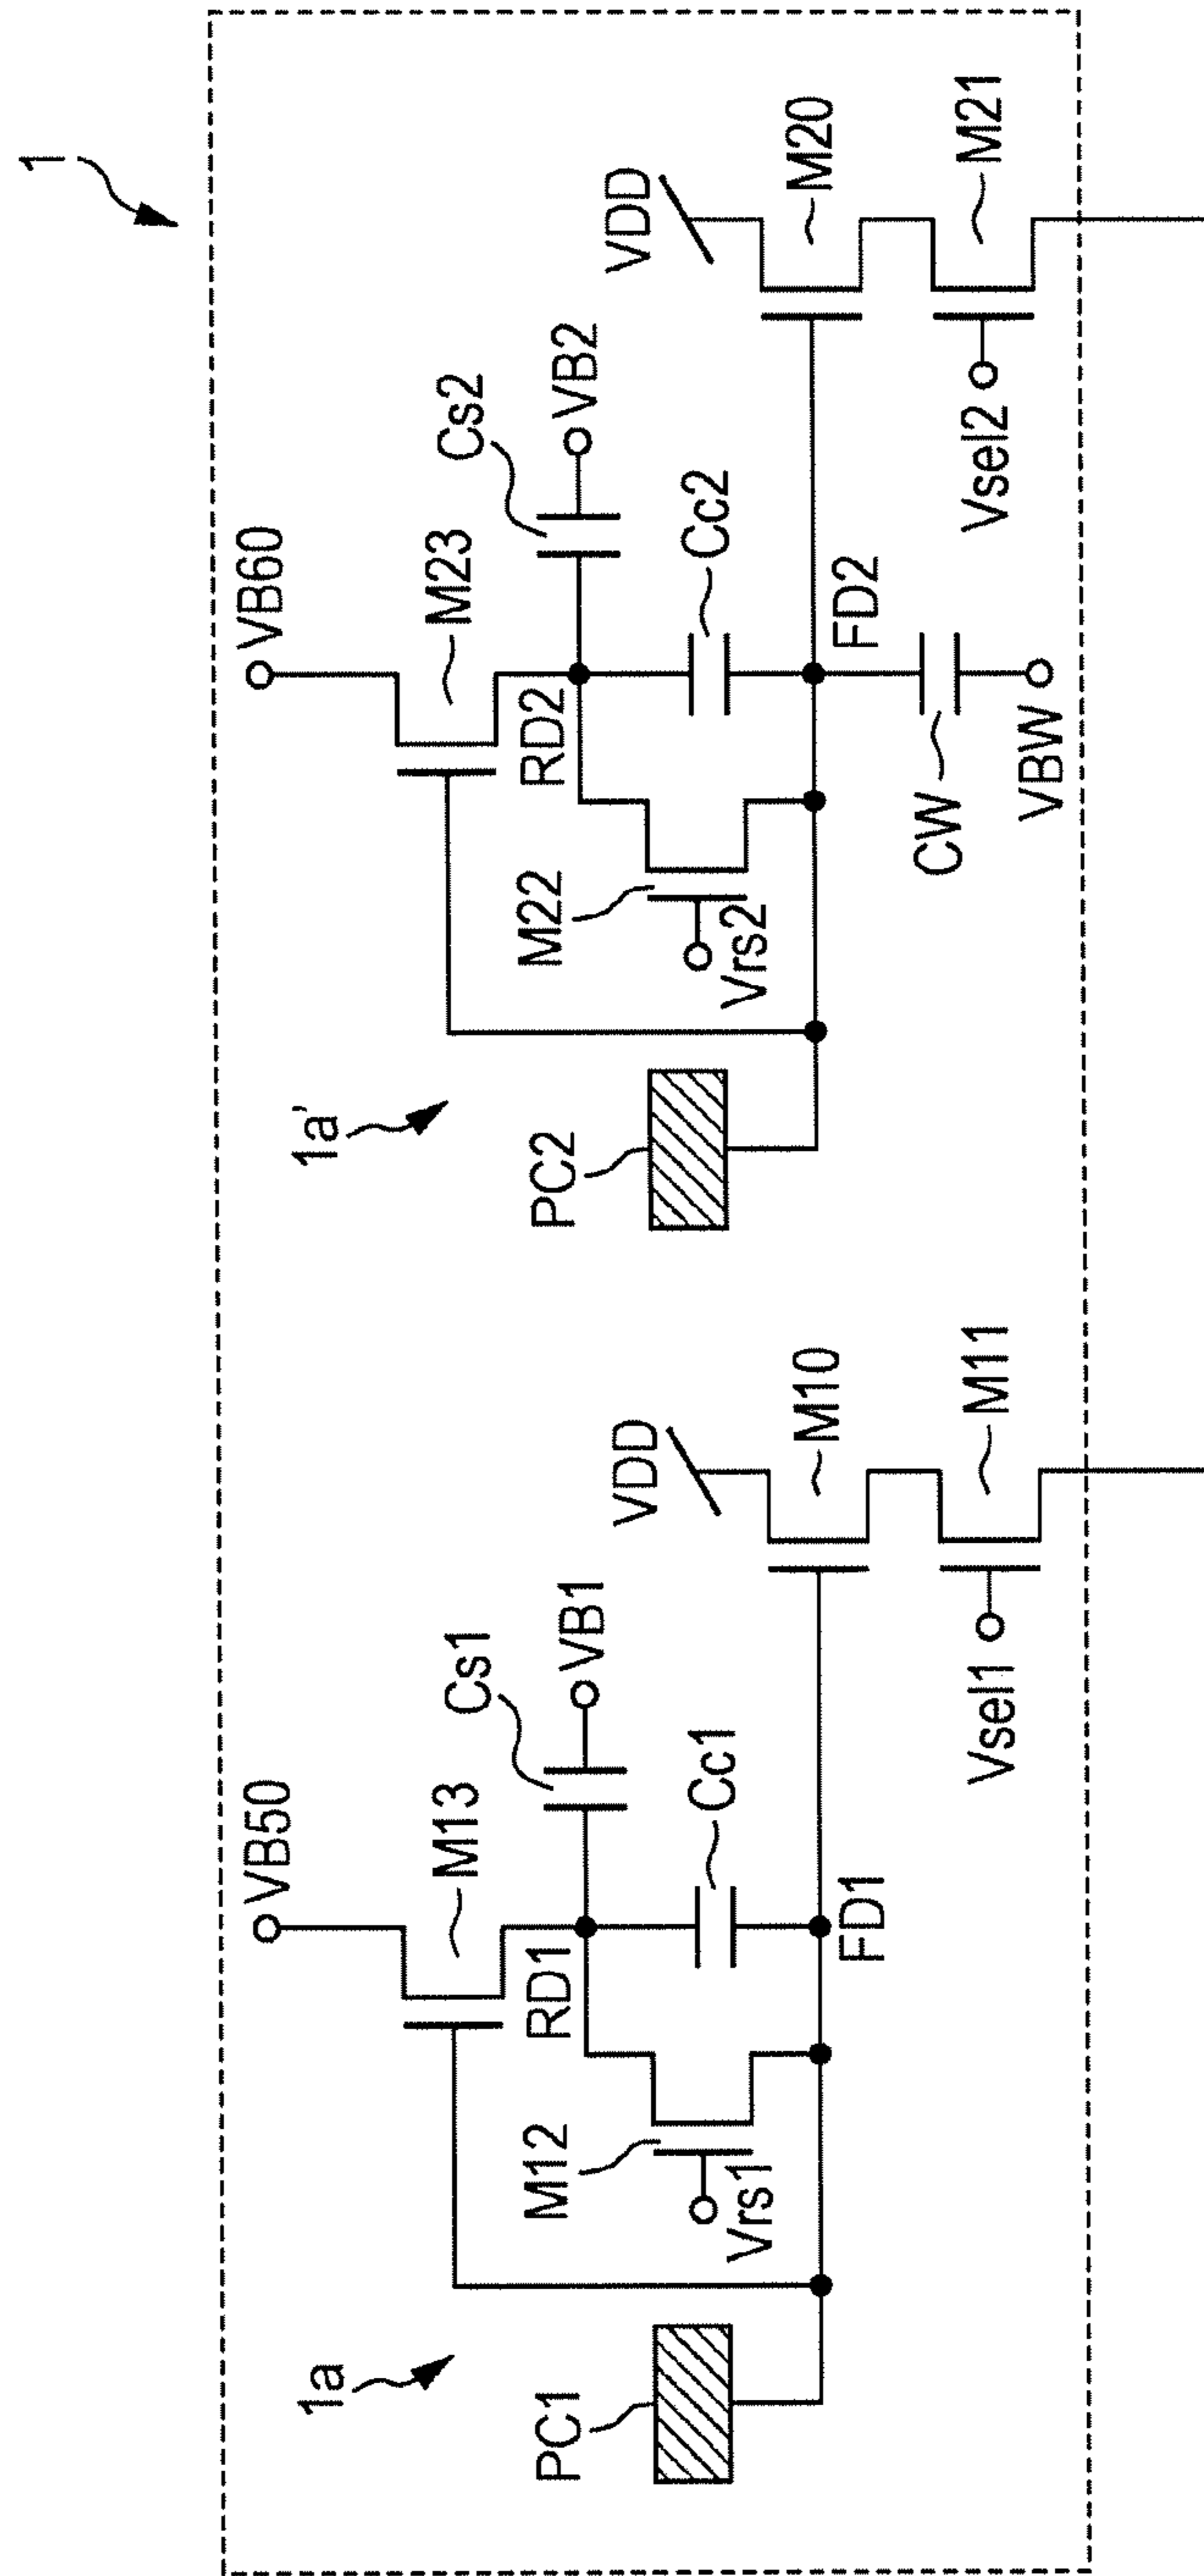 1
1a
VB50
M13
Cs1
VB1
RD1
M12
Vrs1
Cc1
PC1
FD1
VDD
M10
M11
Vsel1
1a'
VB60
M23
Cs2
VB2
RD2
M22
Vrs2
Cc2
PC2
FD2
CW
VBW
VDD
M20
M21
Vsel2